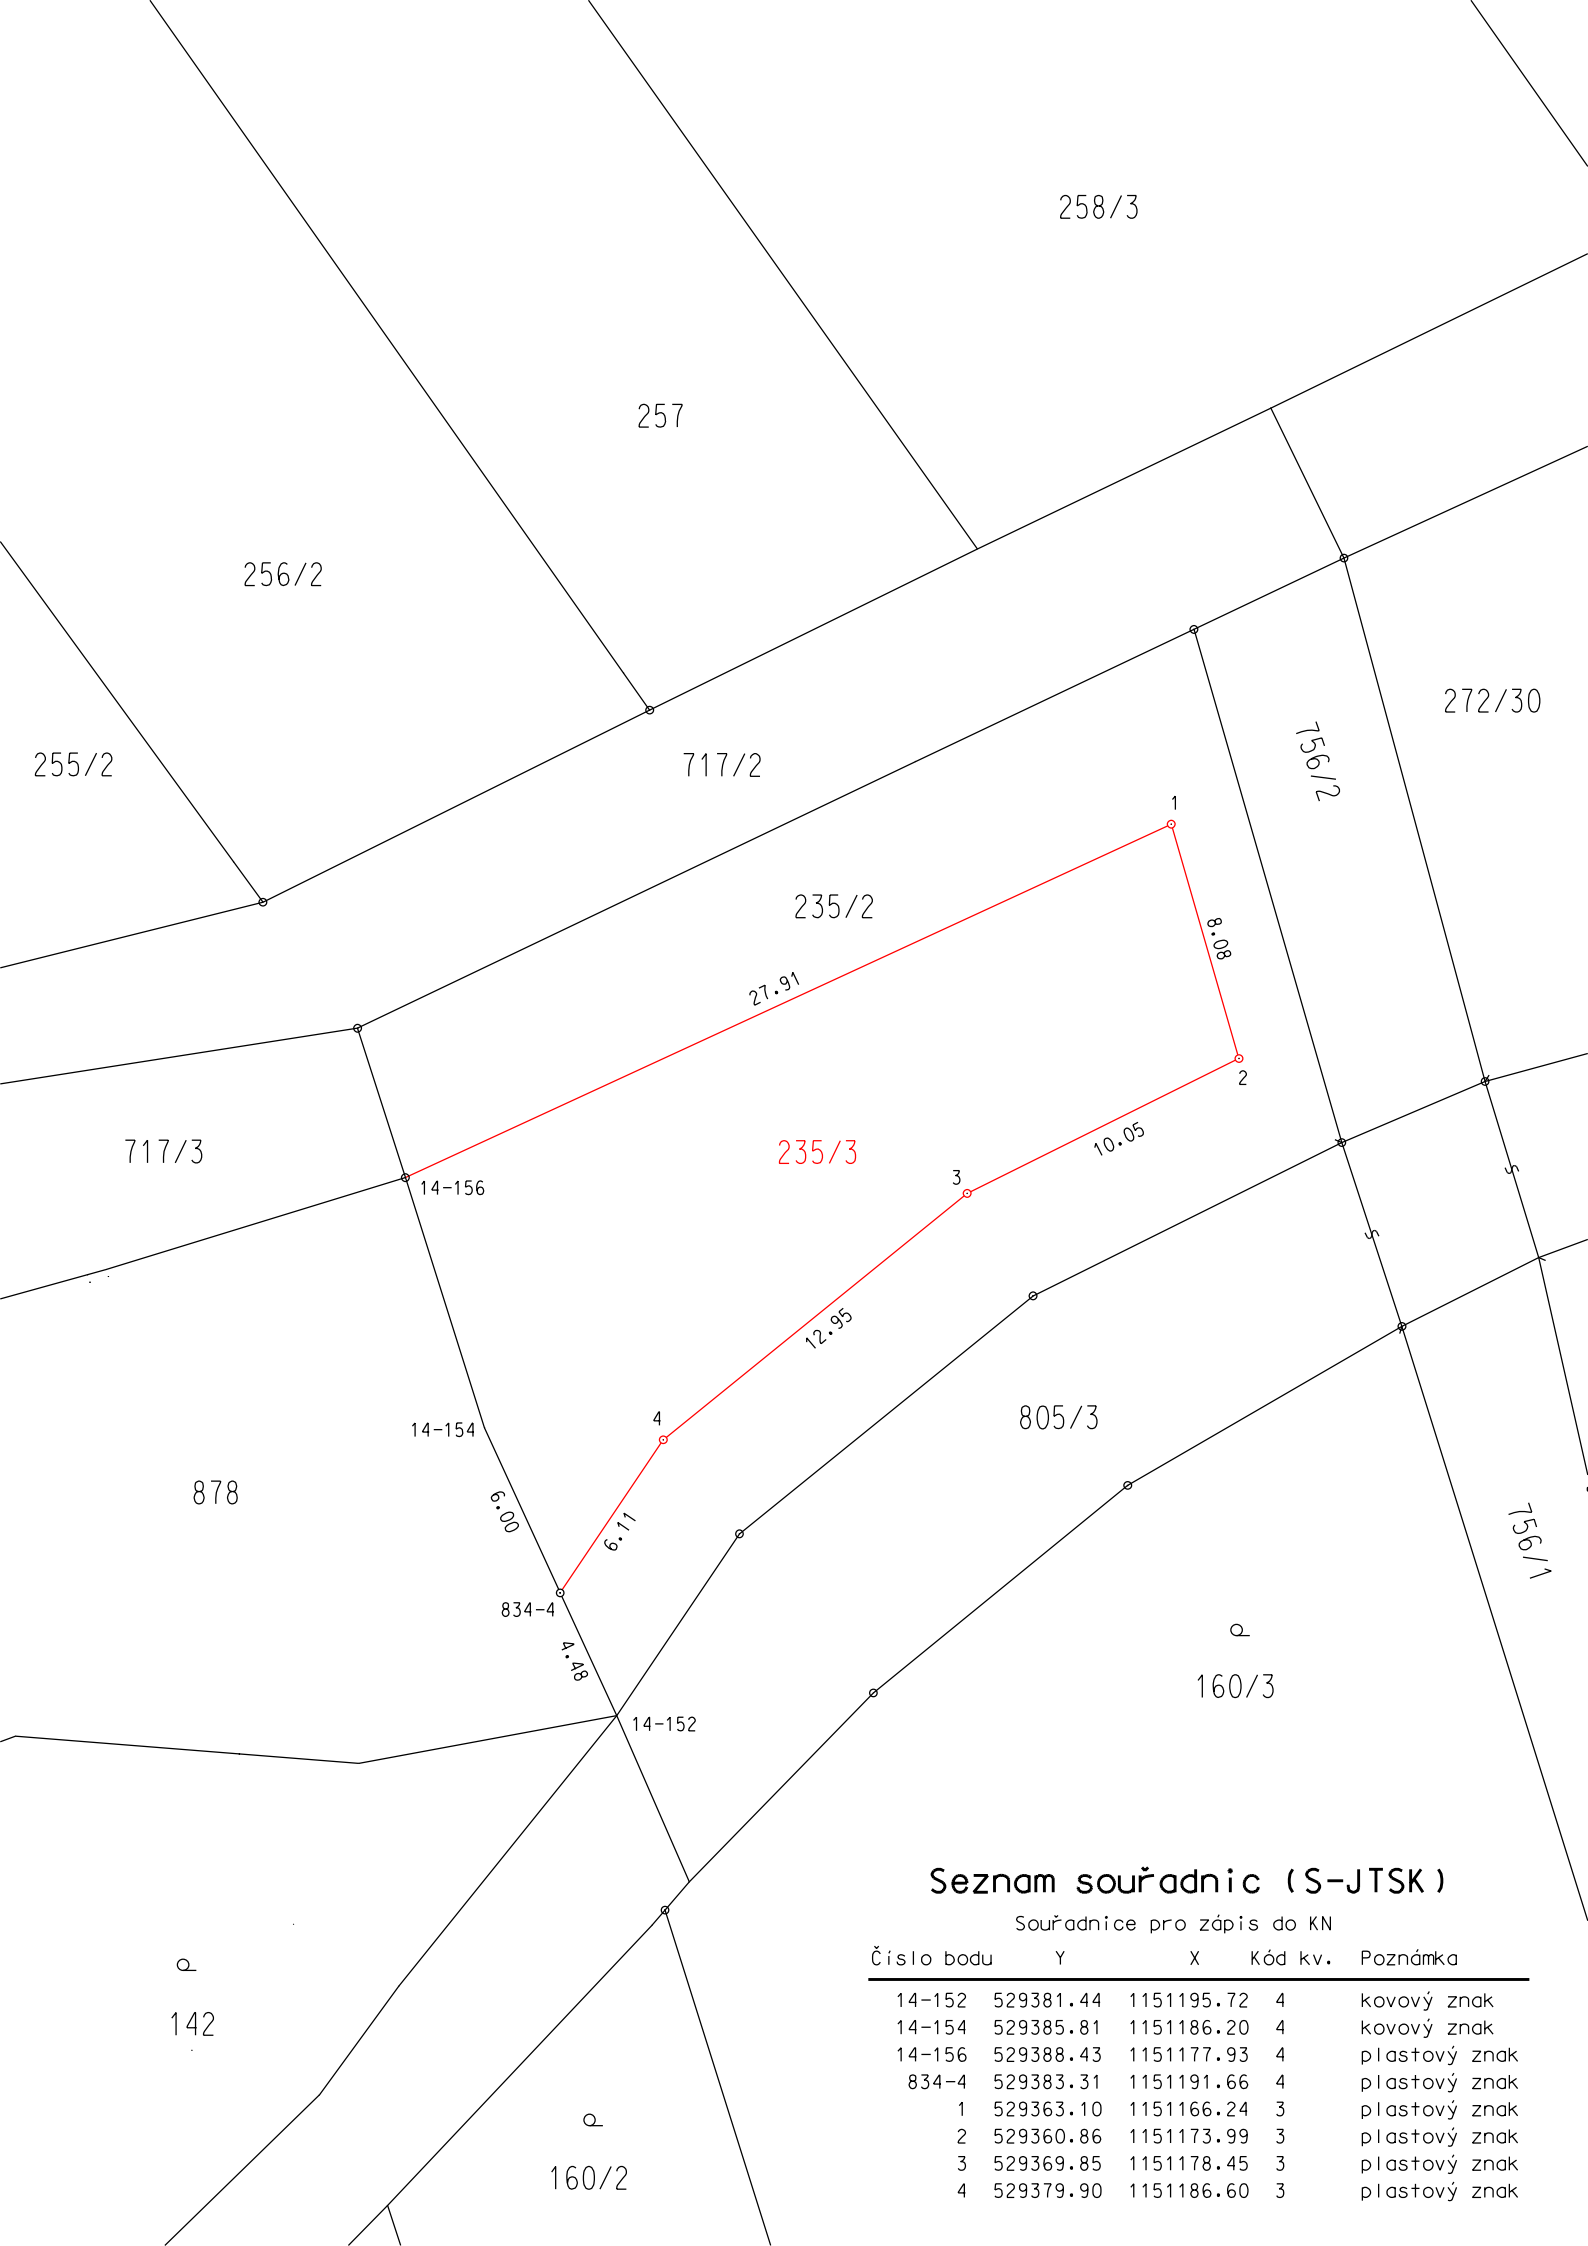 258/3
257
256/2
272/30
756/2
255/2
717/2
1
235/2
8.08
27.91
2
10.05
717/3
235/3
3
14-156
12.95
4
805/3
14-154
878
6.00
6.11
756/1
834-4
4.48
p
160/3
14-152
Seznam souřadnic (S-JTSK)
Souřadnice pro zápis do KN
Číslo bodu Y X Kód kv. Poznámka
14-152 529381.44 1151195.72 4 kovový znak
14-154 529385.81 1151186.20 4 kovový znak
14-156 529388.43 1151177.93 4 plastový znak
834-4 529383.31 1151191.66 4 plastový znak
1 529363.10 1151166.24 3 plastový znak
2 529360.86 1151173.99 3 plastový znak
3 529369.85 1151178.45 3 plastový znak
4 529379.90 1151186.60 3 plastový znak
142
160/2